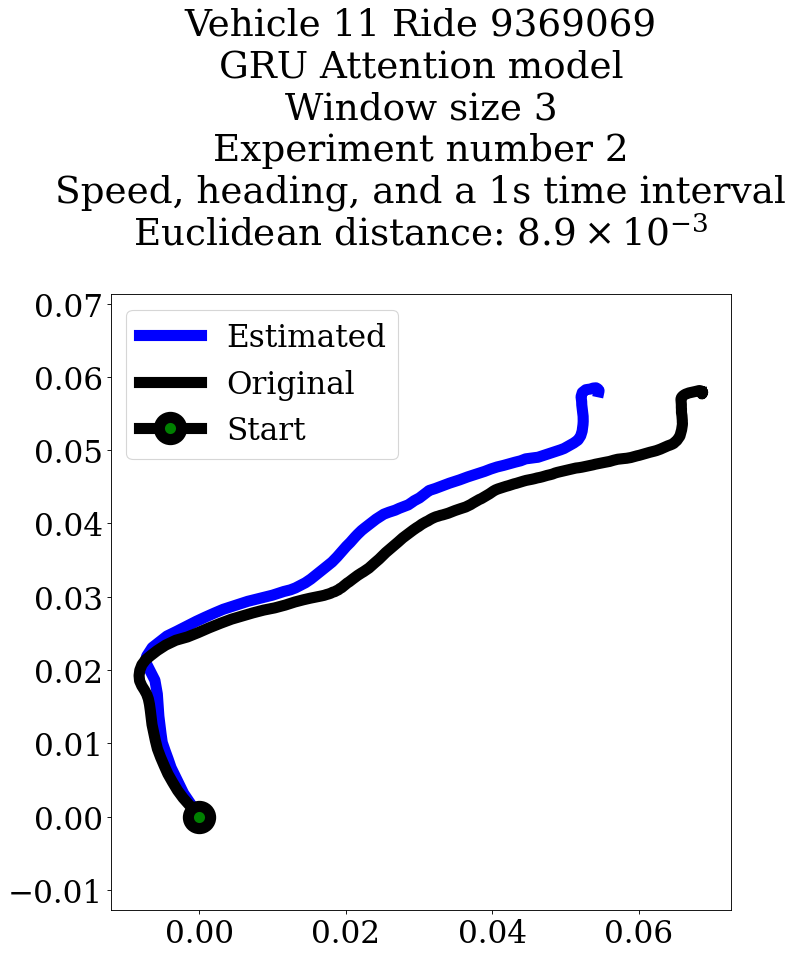 Vehicle 11 Ride 9369069
GRU Attention model
Window size 3
Experiment number 2
Speed, heading, and a 1s time interval
Euclidean distance: 8.9 × 10⁻³
0.07
0.06
0.05
0.04
0.03
0.02
0.01
0.00
−0.01
Estimated
Original
Start
0.00 0.02 0.04 0.06